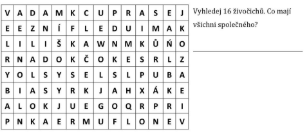 V A D A M K C U P R A S E J
E E Z N Í F L E D U I M A K
L I L I Š K A W N M K Ů Ň O
R N A D O K Č O K E S R L Z
Y O L S Y S E L S L P U B A
B I A S Y R K J A H X Á K E
A L O K J U E G O Q R P R I
P N K A E R M U F L O N E V
Vyhledej 16 živočichů. Co mají
všichni společného?